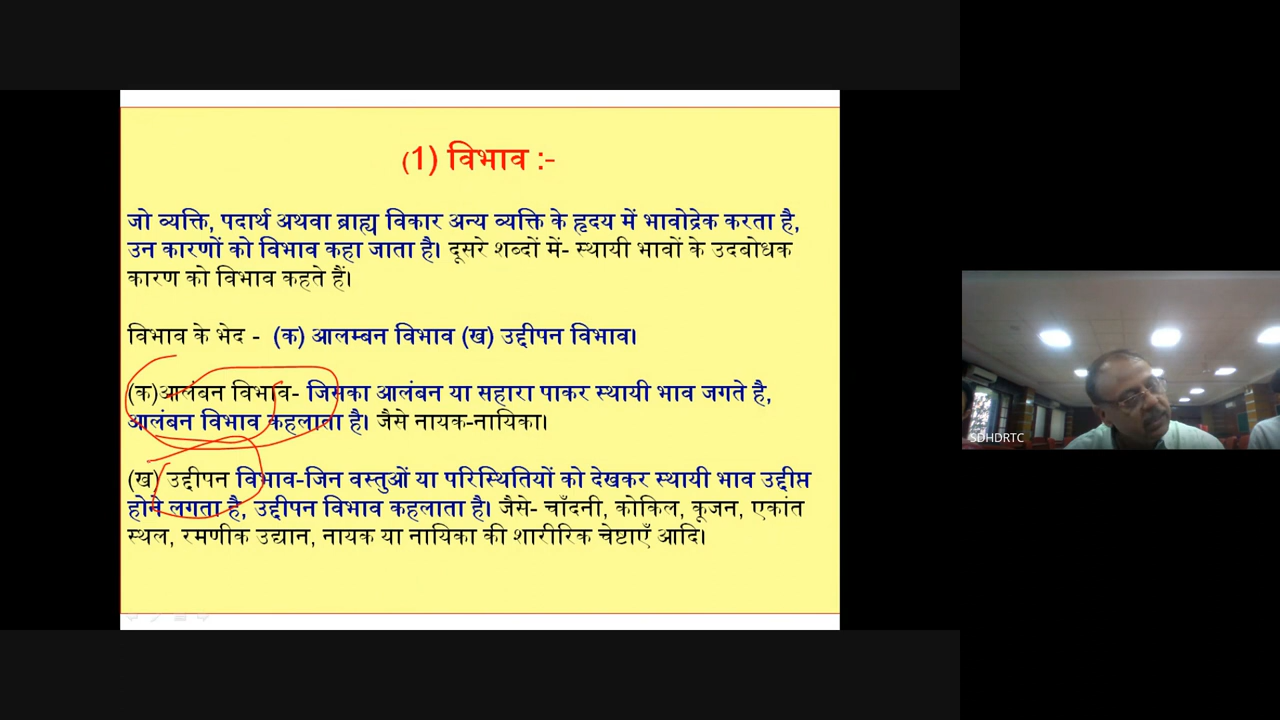 (1) विभाव :-
जो व्यक्ति, पदार्थ अथवा ब्राह्य विकार अन्य व्यक्ति के हृदय में भावोद्रेक करता है,
उन कारणों को विभाव कहा जाता है। दूसरे शब्दों में- स्थायी भावों के उदबोधक
कारण को विभाव कहते हैं।
विभाव के भेद - (क) आलम्बन विभाव (ख) उद्दीपन विभाव।
(क)आलंबन विभाव- जिसका आलंबन या सहारा पाकर स्थायी भाव जगते है,
आलंबन विभाव कहलाता है। जैसे नायक-नायिका।
(ख) उद्दीपन विभाव-जिन वस्तुओं या परिस्थितियों को देखकर स्थायी भाव उद्दीप्त
होने लगता है, उद्दीपन विभाव कहलाता है। जैसे- चाँदनी, कोकिल, कूजन, एकांत
स्थल, रमणीक उद्यान, नायक या नायिका की शारीरिक चेष्टाएँ आदि।
SDHDRTC